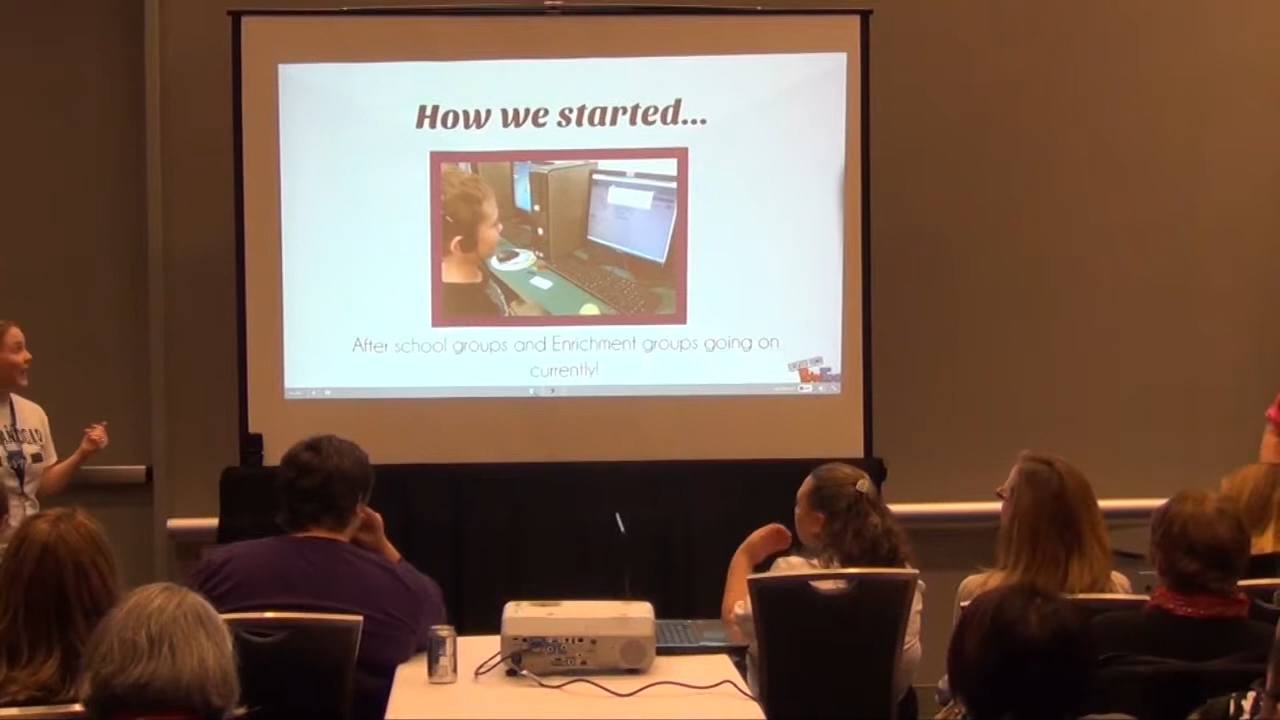 How we started...
After school groups and Enrichment groups going on
currently!